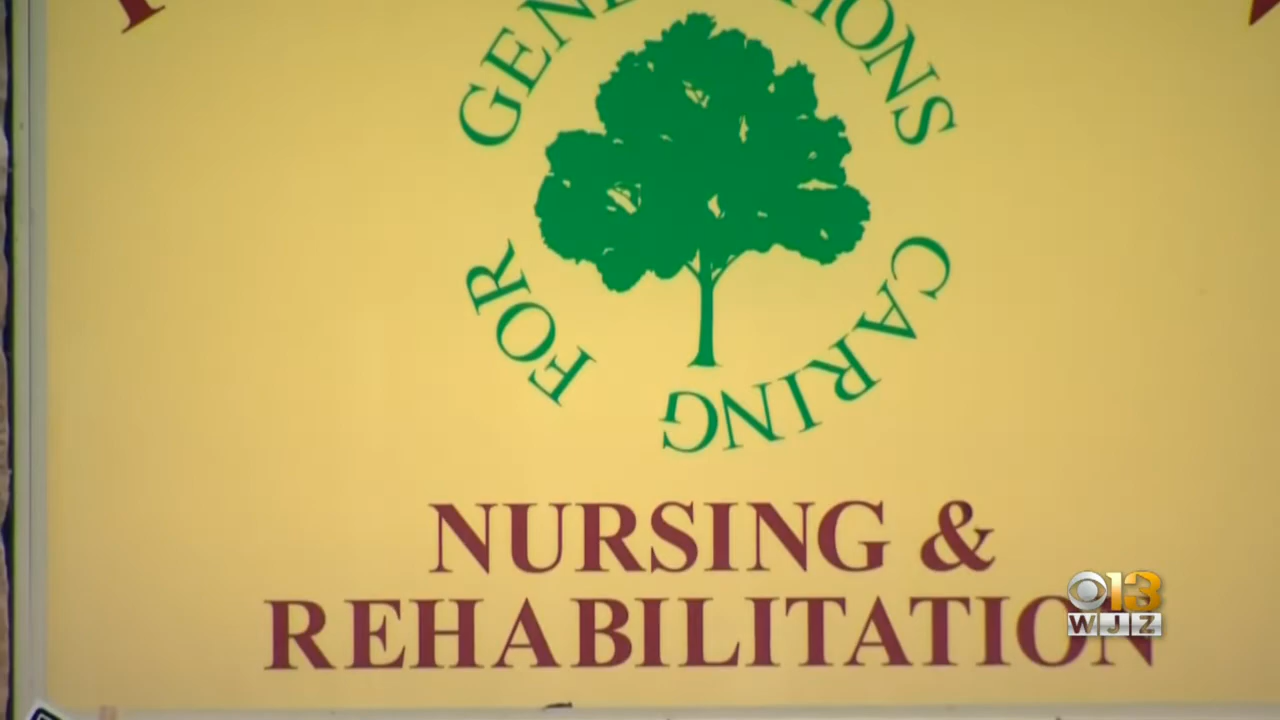 CARING FOR GENERATIONS
NURSING &
REHABILITATION
13
WJZ